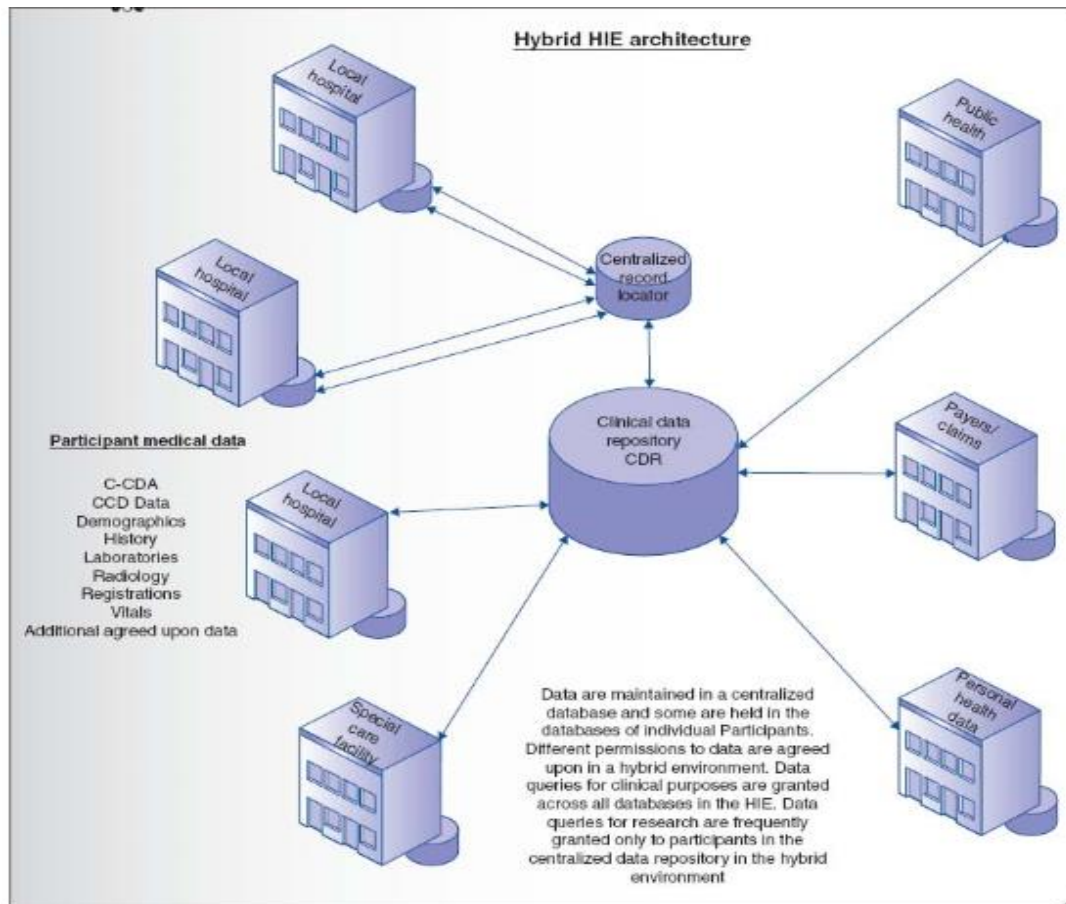 Hybrid HIE architecture
Local
hospital
Public
health
Local
hospital
Centralized
record
locator
Clinical data
repository
CDR
Payers/
claims
Participant medical data
C-CDA
CCD Data
Demographics
History
Laboratories
Radiology
Registrations
Vitals
Additional agreed upon data
Local
hospital
Special
care
facility
Data are maintained in a centralized
database and some are held in the
databases of individual Participants.
Different permissions to data are agreed
upon in a hybrid environment. Data
queries for clinical purposes are granted
across all databases in the HIE. Data
queries for research are frequently
granted only to participants in the
centralized data repository in the hybrid
environment
Personal
health
data